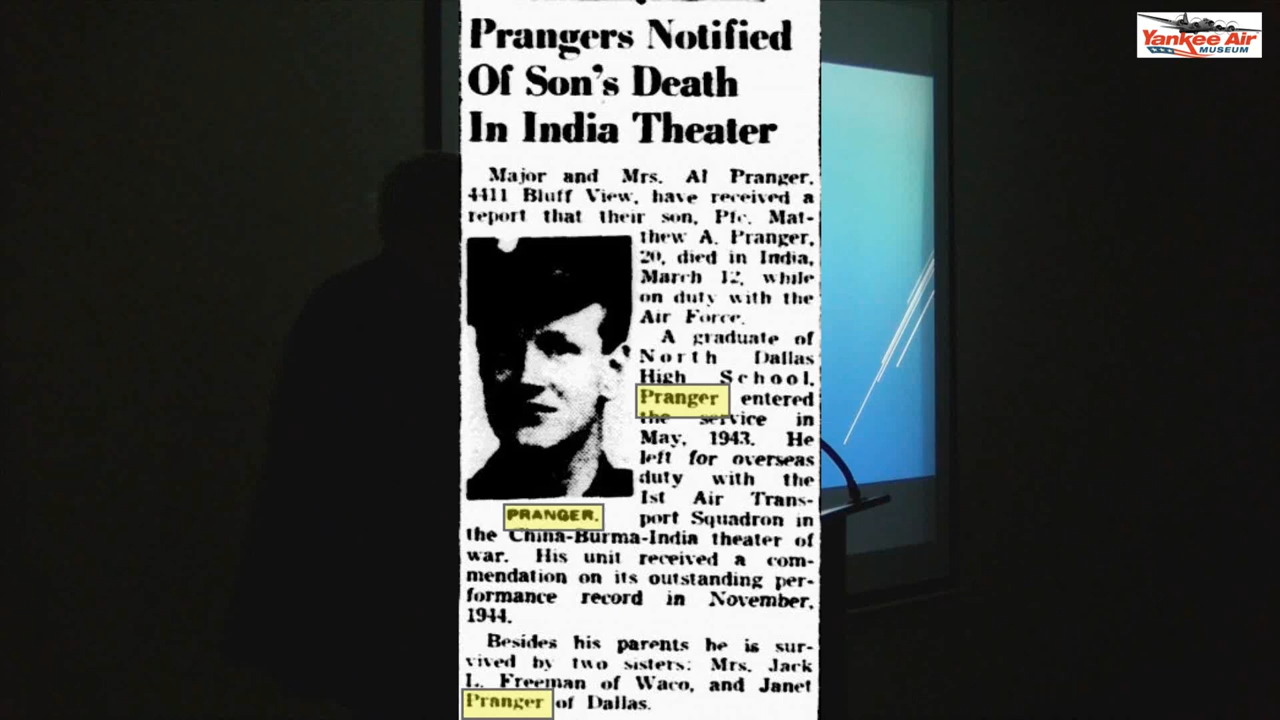 Prangers Notified
Of Son's Death
In India Theater
Major and Mrs. Al Pranger,
4411 Bluff View, have received a
report that their son, Pfc. Mat-
thew A. Pranger,
20, died in India,
March 12, while
on duty with the
Air Force.
A graduate of
North Dallas
High School,
Pranger entered
the service in
May, 1943. He
left for overseas
duty with the
1st Air Trans-
port Squadron in
PRANGER.
the China-Burma-India theater of
war. His unit received a com-
mendation on its outstanding per-
formance record in November,
1944.
Besides his parents he is sur-
vived by two sisters: Mrs. Jack
L. Freeman of Waco, and Janet
Pranger of Dallas.
Yankee Air
MUSEUM